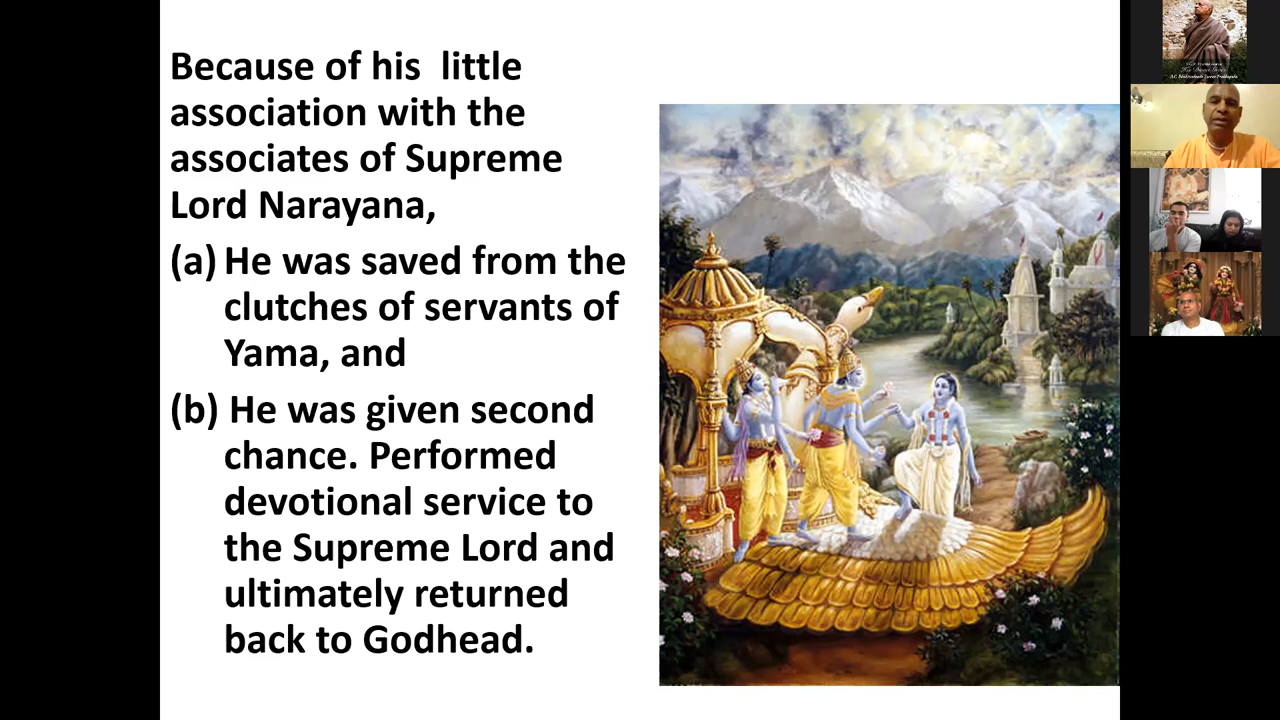 Because of his  little
association with the
associates of Supreme
Lord Narayana,
(a) He was saved from the
clutches of servants of
Yama, and
(b) He was given second
chance. Performed
devotional service to
the Supreme Lord and
ultimately returned
back to Godhead.